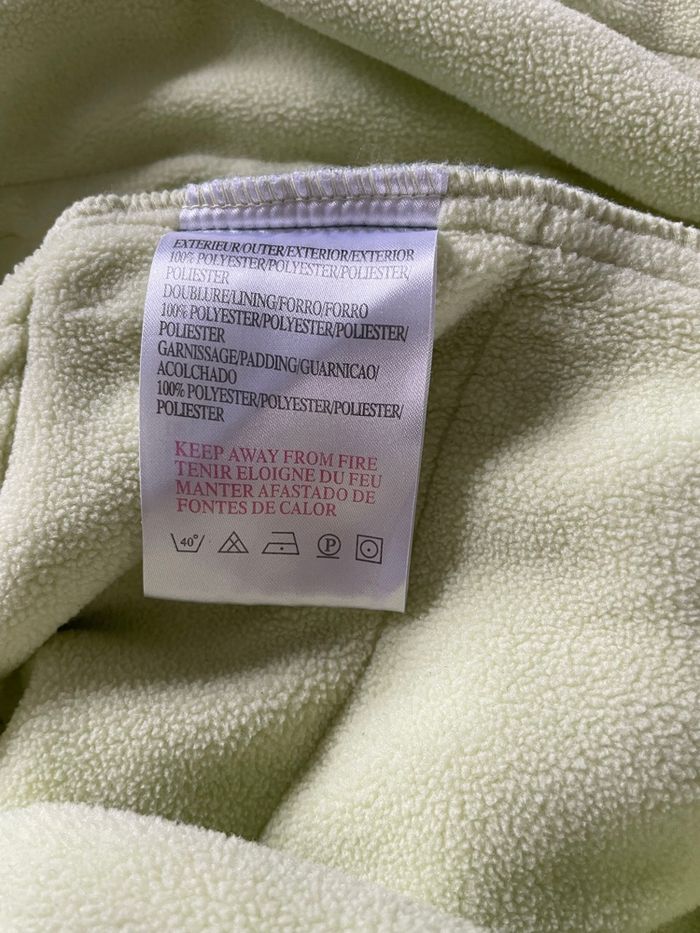 EXTERIEUR/OUTER/EXTERIOR/EXTERIOR
100% POLYESTER/POLYESTER/POLIESTER/
POLIESTER
DOUBLURE/LINING/FORRO/FORRO
100% POLYESTER/POLYESTER/POLIESTER/
POLIESTER
GARNISSAGE/PADDING/GUARNICAO/
ACOLCHADO
100% POLYESTER/POLYESTER/POLIESTER/
POLIESTER
KEEP AWAY FROM FIRE
TENIR ELOIGNE DU FEU
MANTER AFASTADO DE
FONTES DE CALOR
40° P